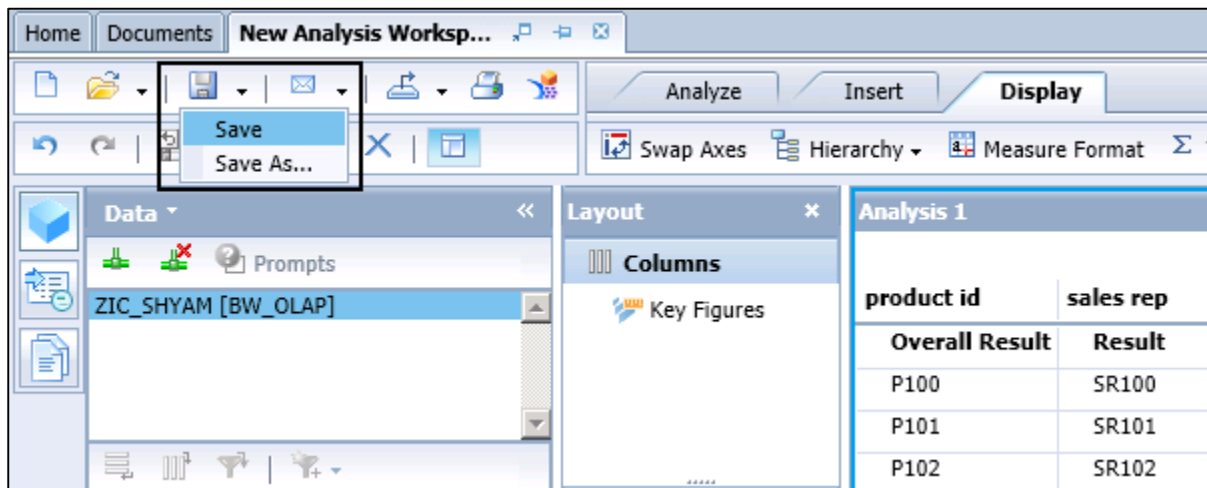 Home Documents New Analysis Worksp...
Analyze Insert Display
Save
Save As...
Swap Axes Hierarchy Measure Format Σ
Data
Layout
Analysis 1
Prompts
Columns
ZIC_SHYAM [BW_OLAP]
Key Figures
product id sales rep
Overall Result Result
P100 SR100
P101 SR101
P102 SR102